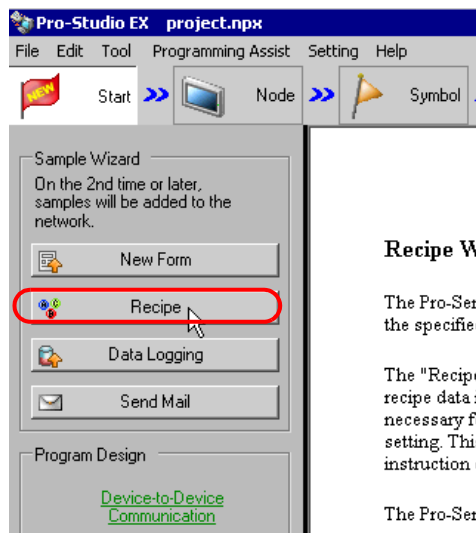 Pro-Studio EX project.npx
File Edit Tool Programming Assist Setting Help
NEW Start Node Symbol
Sample Wizard
On the 2nd time or later,
samples will be added to the
network.
New Form
Recipe
Data Logging
Send Mail
Program Design
Device-to-Device
Communication
Recipe W
The Pro-Ser
the specifie
The "Recipe
recipe data
necessary f
setting. Thi
instruction
The Pro-Ser